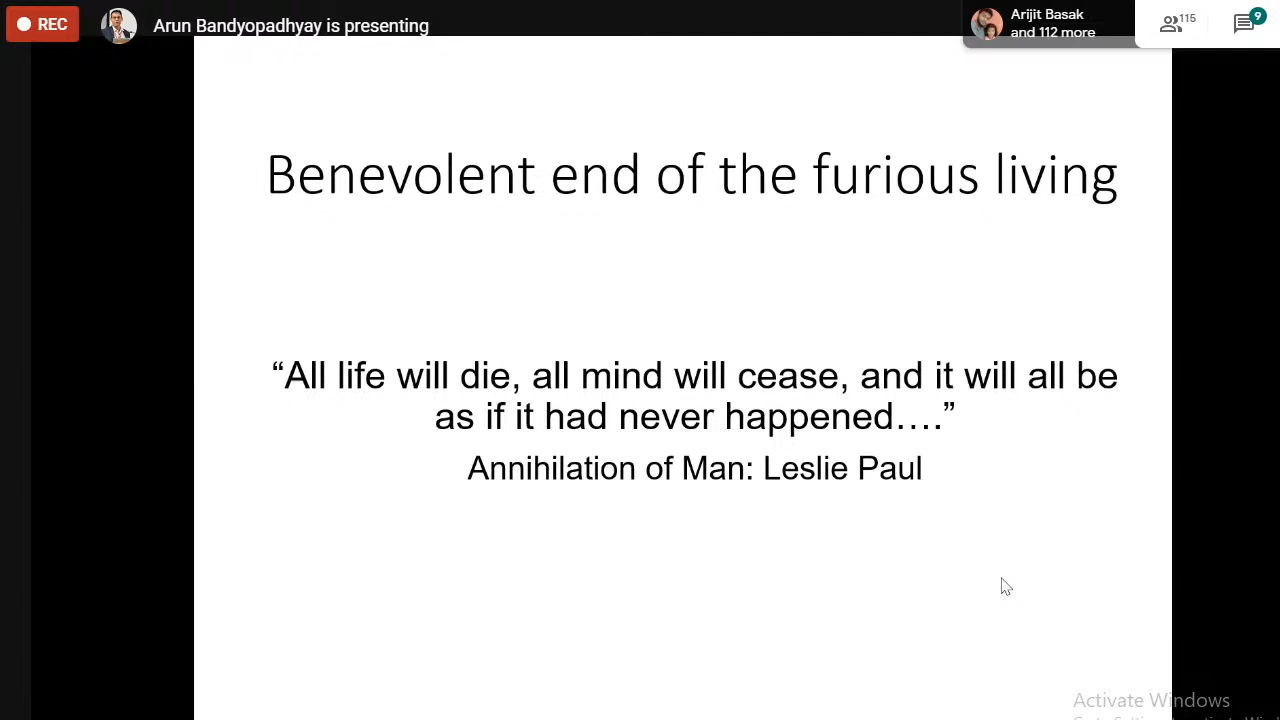 REC
Arun Bandyopadhyay is presenting
Arijit Basak
and 112 more
115
9
Benevolent end of the furious living
“All life will die, all mind will cease, and it will all be
as if it had never happened….”
Annihilation of Man: Leslie Paul
Activate Windows